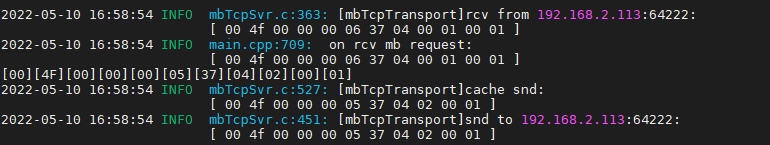 2022-05-10 16:58:54 INFO  mbTcpSvr.c:363: [mbTcpTransport]rcv from 192.168.2.113:64222:
[ 00 4f 00 00 00 06 37 04 00 01 00 01 ]
2022-05-10 16:58:54 INFO  main.cpp:709:  on rcv mb request:
[ 00 4f 00 00 00 06 37 04 00 01 00 01 ]
[00][4F][00][00][00][05][37][04][02][00][01]
2022-05-10 16:58:54 INFO  mbTcpSvr.c:527: [mbTcpTransport]cache snd:
[ 00 4f 00 00 00 05 37 04 02 00 01 ]
2022-05-10 16:58:54 INFO  mbTcpSvr.c:451: [mbTcpTransport]snd to 192.168.2.113:64222:
[ 00 4f 00 00 00 05 37 04 02 00 01 ]